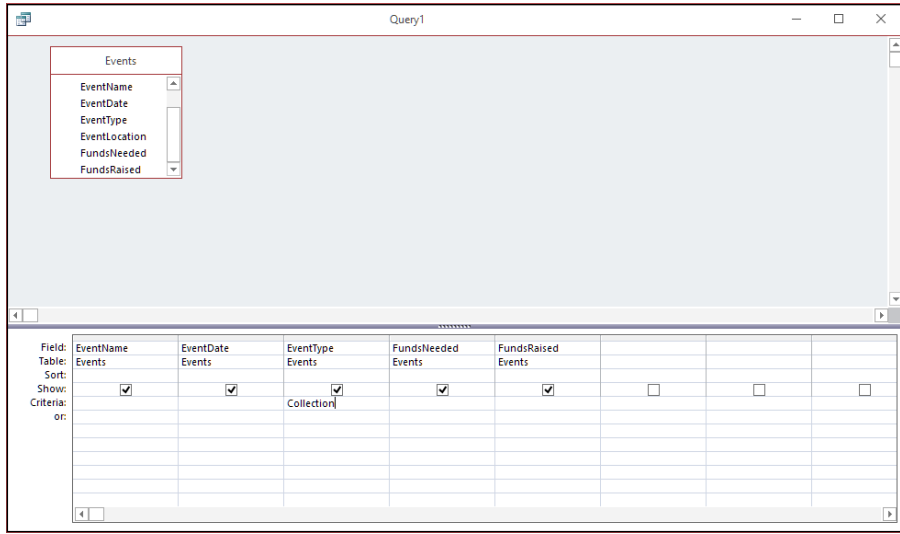 Query1
Events
EventName
EventDate
EventType
EventLocation
FundsNeeded
FundsRaised
Field: EventName EventDate EventType FundsNeeded FundsRaised
Table: Events Events Events Events Events
Sort:
Show:
Criteria: Collection
or: